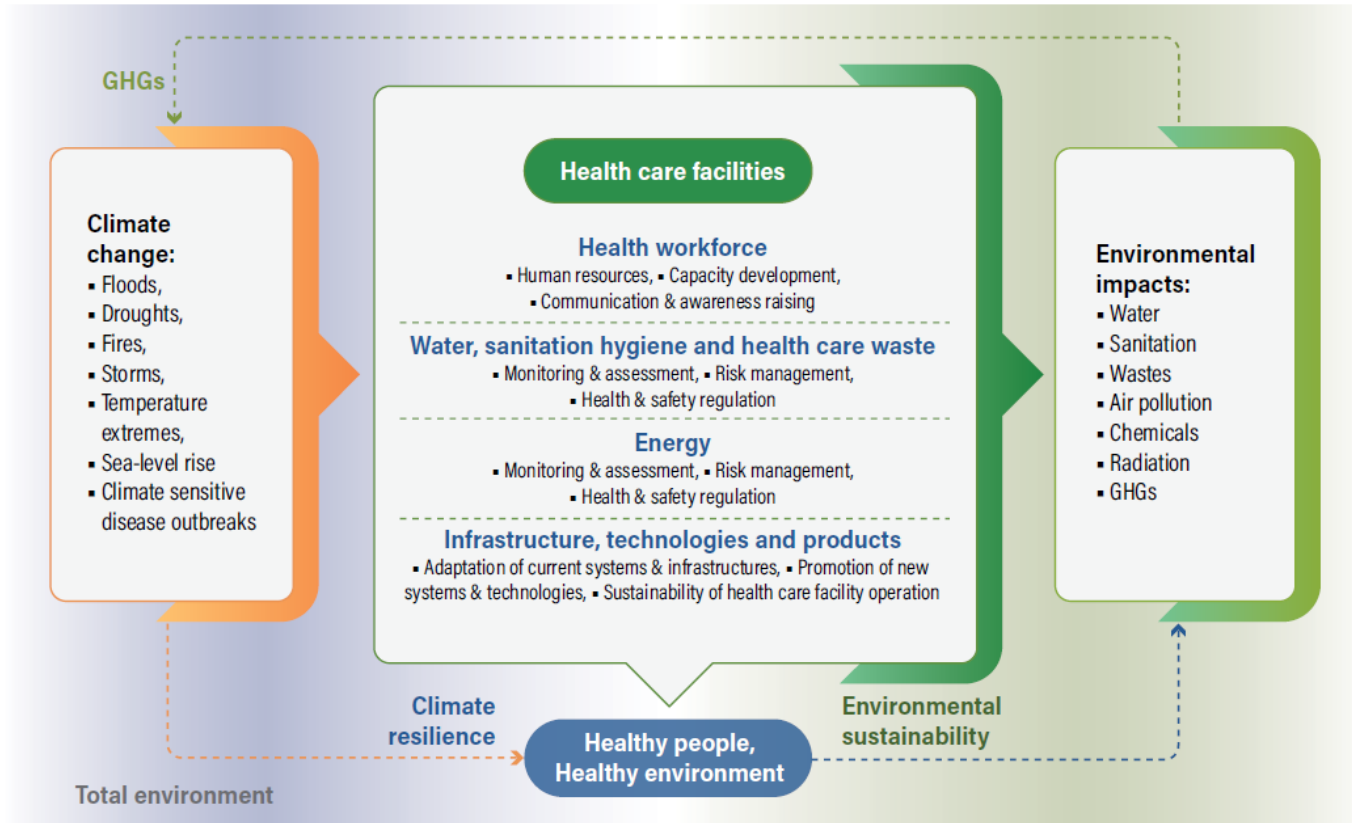 GHGs
Climate
change:
▪ Floods,
▪ Droughts,
▪ Fires,
▪ Storms,
▪ Temperature
extremes,
▪ Sea-level rise
▪ Climate sensitive
disease outbreaks
Health care facilities
Health workforce
▪ Human resources, ▪ Capacity development,
▪ Communication & awareness raising
Water, sanitation hygiene and health care waste
▪ Monitoring & assessment, ▪ Risk management,
▪ Health & safety regulation
Energy
▪ Monitoring & assessment, ▪ Risk management,
▪ Health & safety regulation
Infrastructure, technologies and products
▪ Adaptation of current systems & infrastructures, ▪ Promotion of new
systems & technologies, ▪ Sustainability of health care facility operation
Environmental
impacts:
▪ Water
▪ Sanitation
▪ Wastes
▪ Air pollution
▪ Chemicals
▪ Radiation
▪ GHGs
Climate
resilience
Healthy people,
Healthy environment
Environmental
sustainability
Total environment